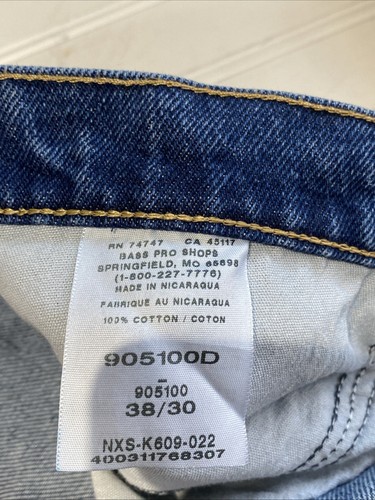 RN 74747 CA 45117
BASS PRO SHOPS
SPRINGFIELD, MO 65898
(1-800-227-7776)
MADE IN NICARAGUA
FABRIQUE AU NICARAGUA
100% COTTON / COTON
905100D
–
905100
38/30
NXS-K609-022
400311768307